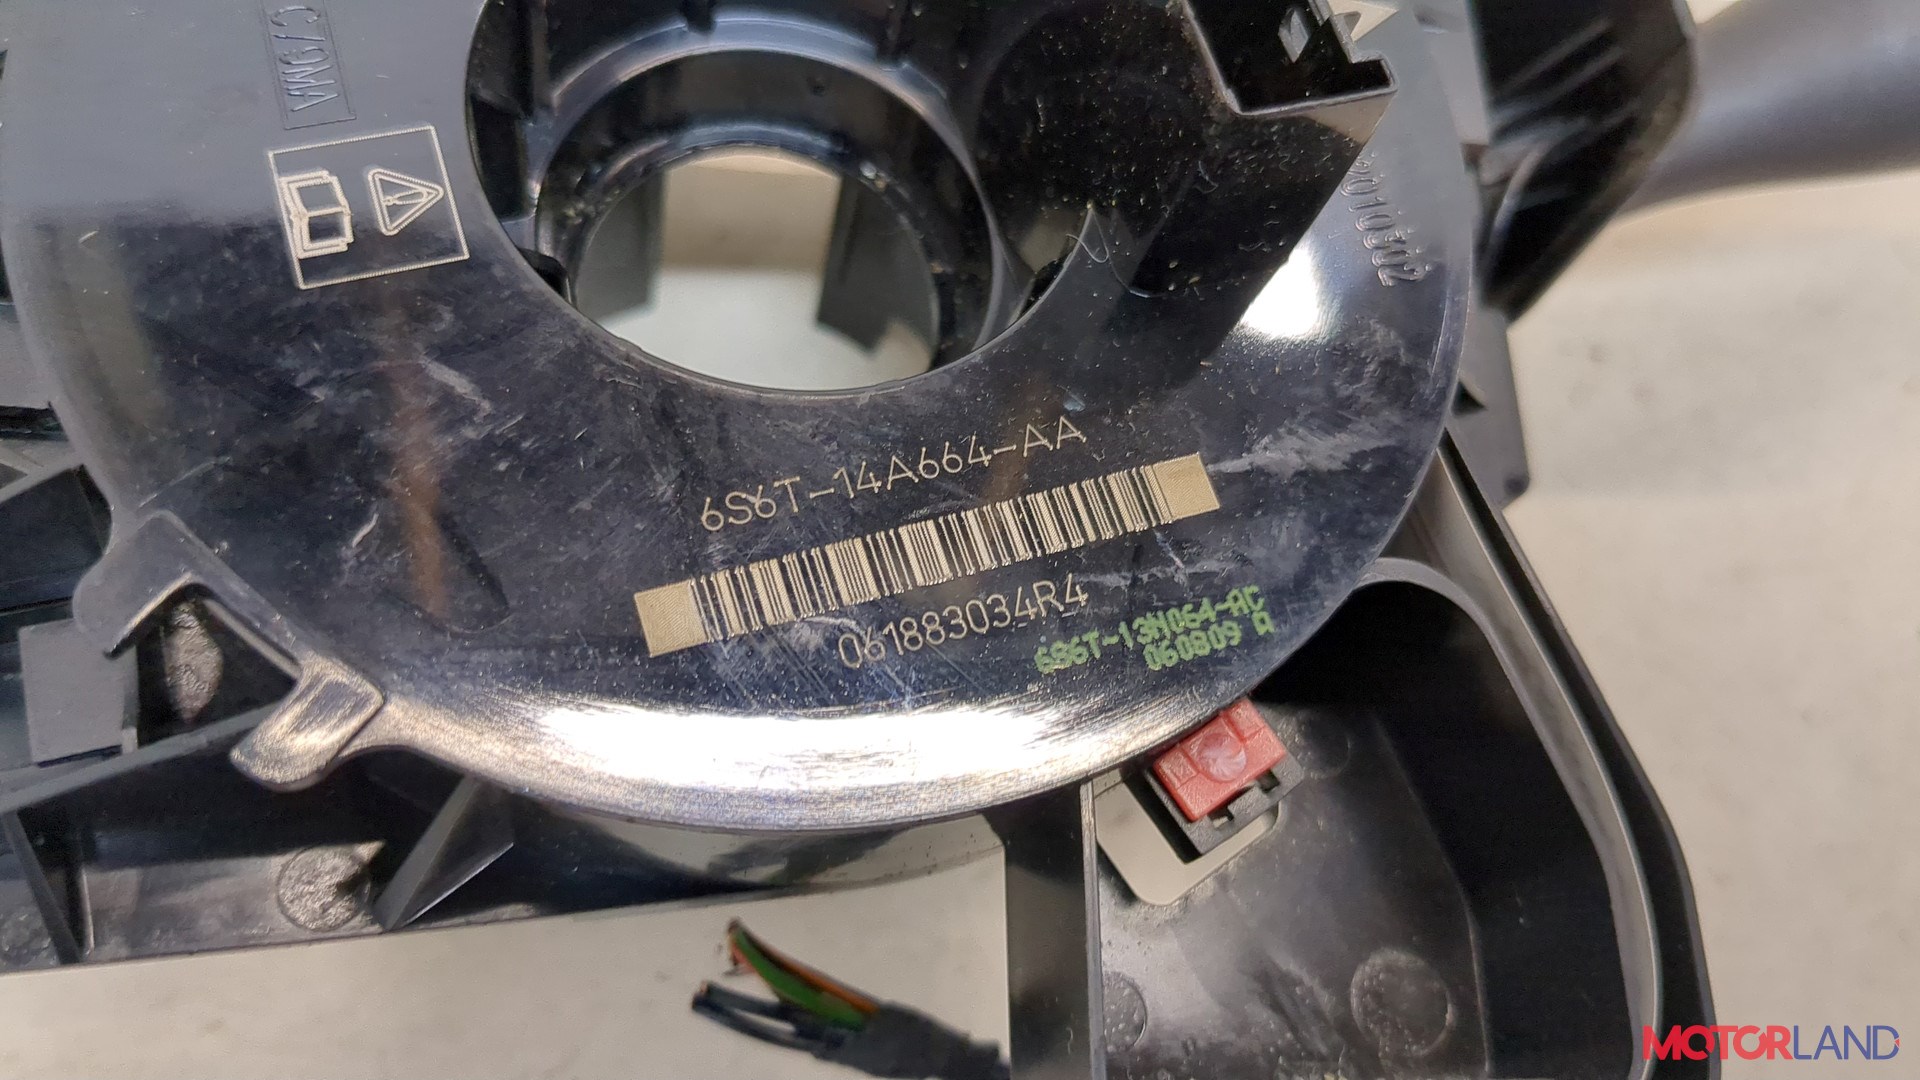 C79MA
6S6T-14A664-AA
061883034R4
6S6T-13N064-AC
060809 A
MOTORLAND